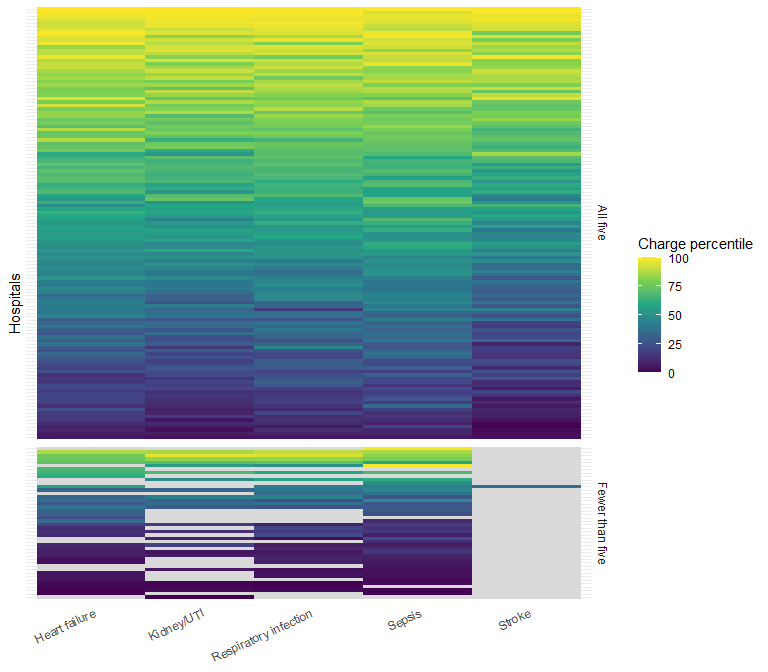 Hospitals
All five
Fewer than five
Heart failure
Kidney/UTI
Respiratory infection
Sepsis
Stroke
Charge percentile
100
75
50
25
0